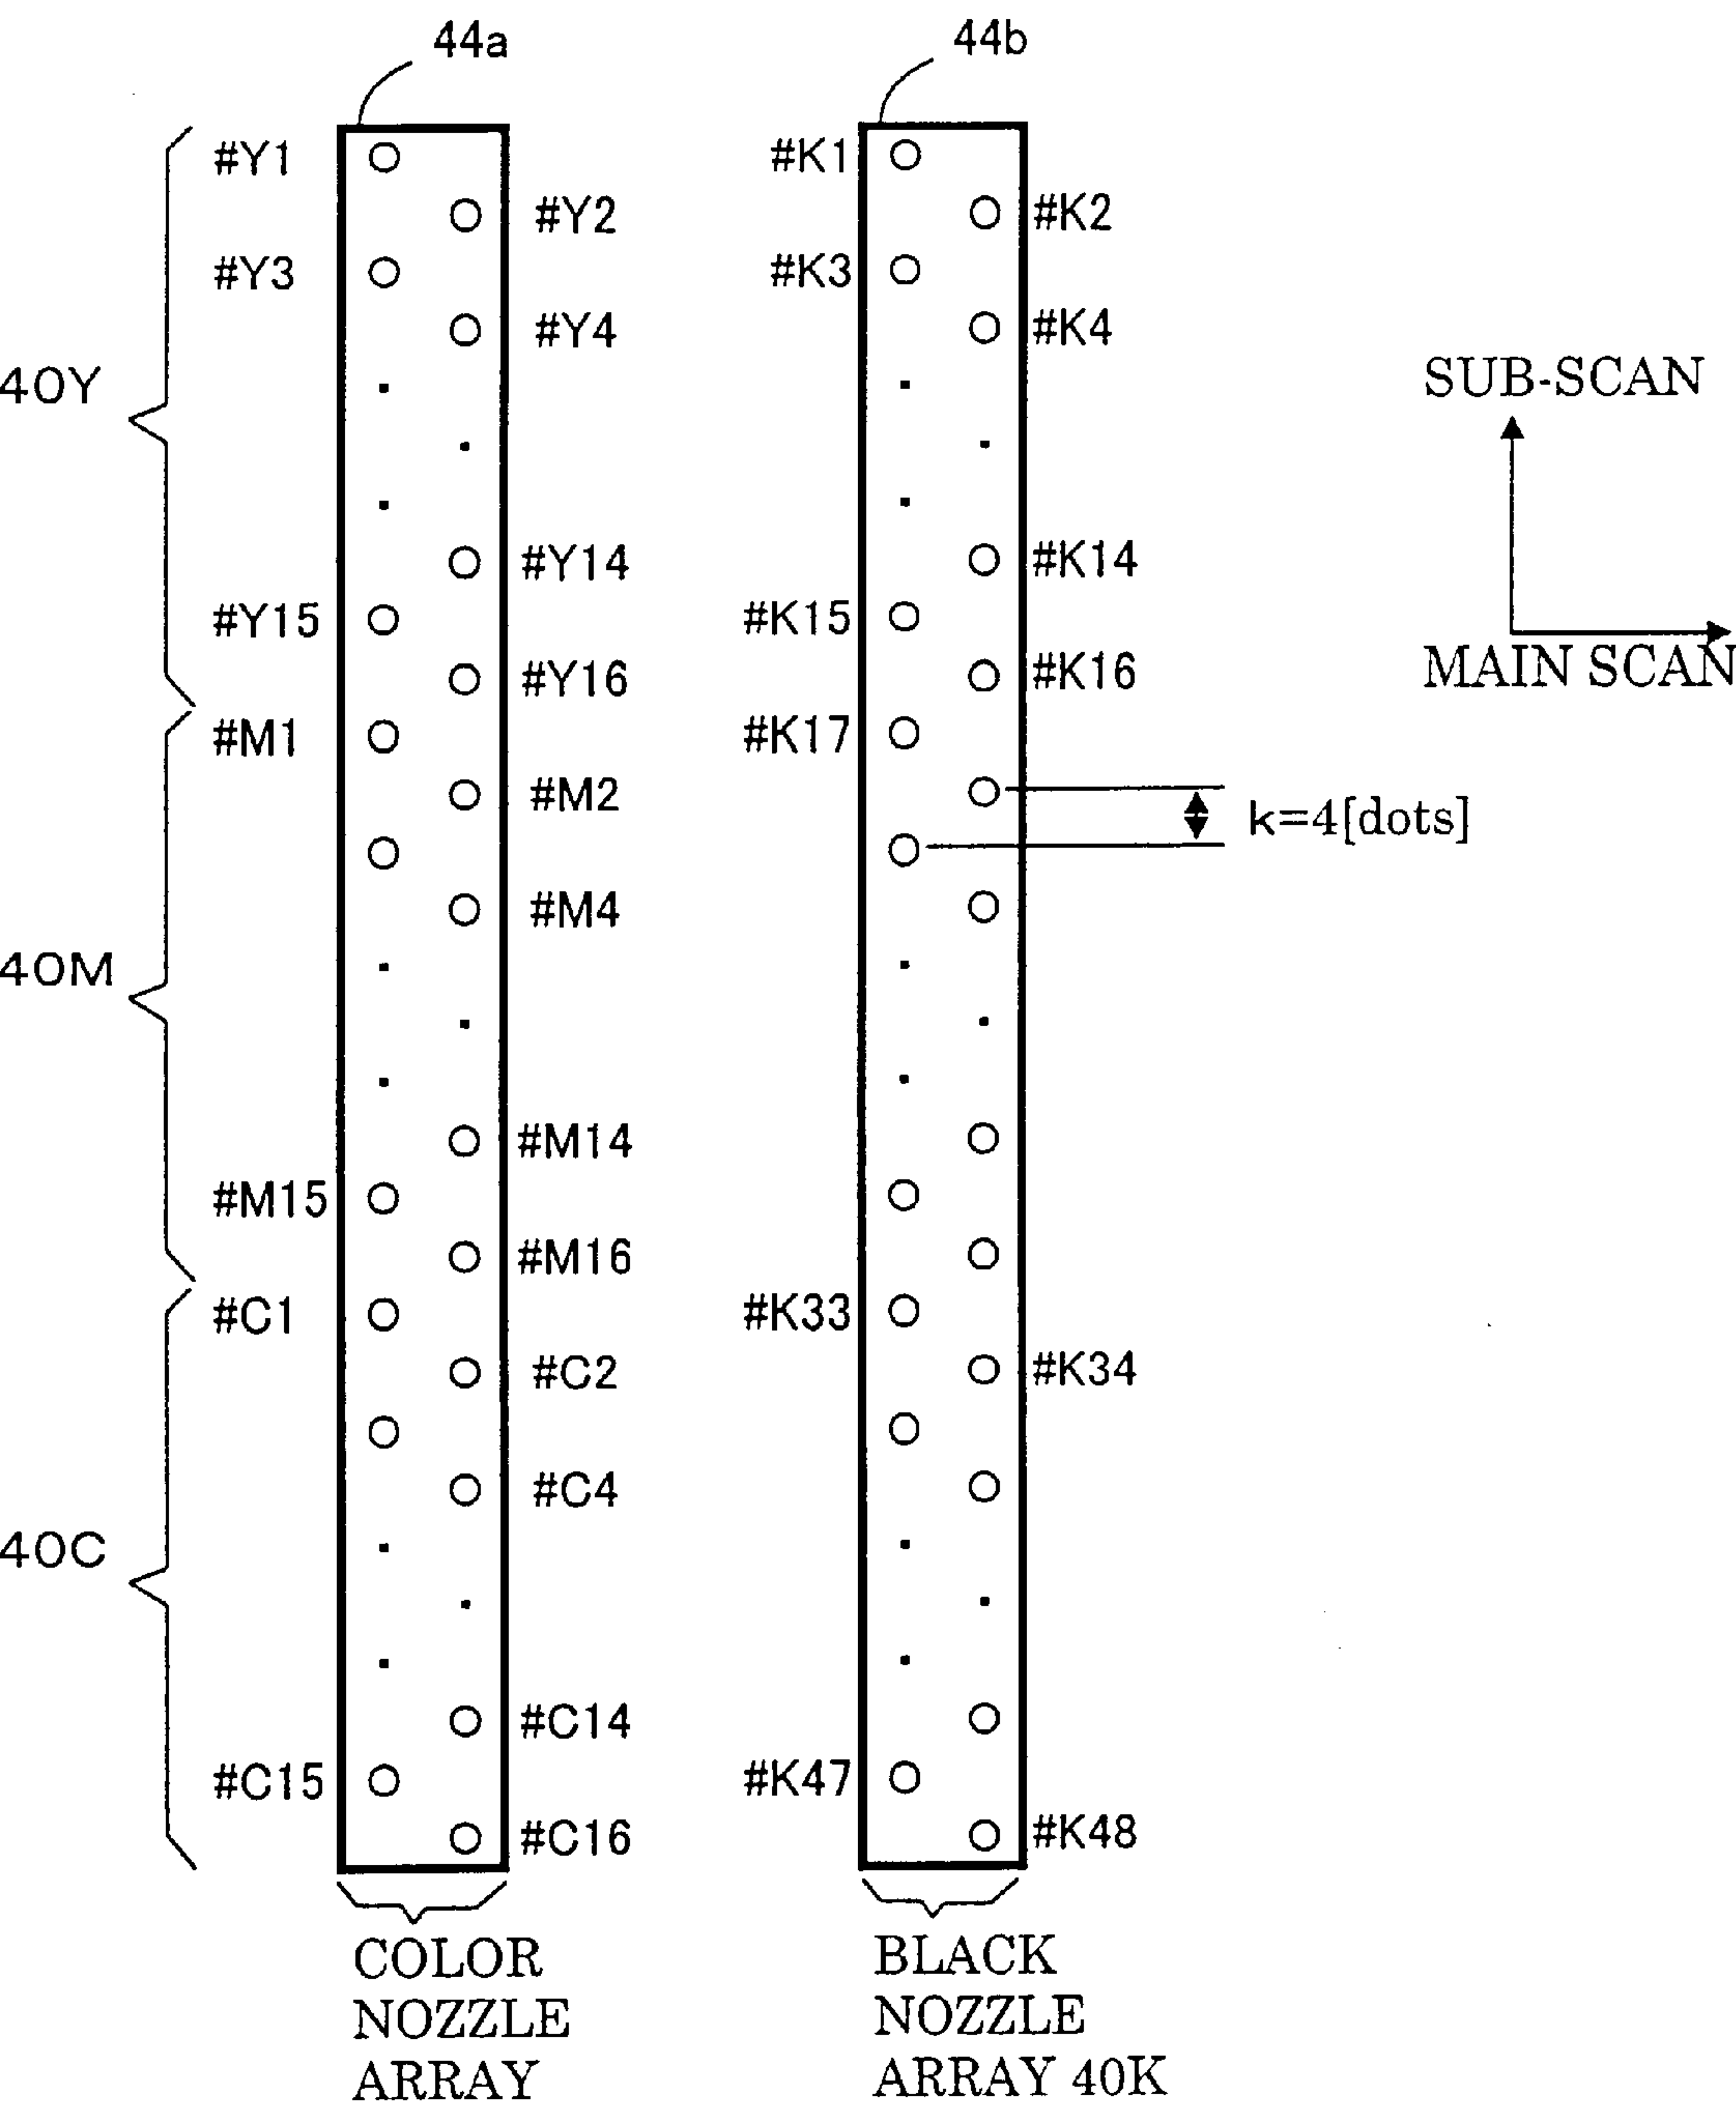 44a 44b
#Y1 #K1
#Y2 #K2
#Y3 #K3
#Y4 #K4
40Y SUB-SCAN
#Y14 #K14
#Y15 #K15
MAIN SCAN
#Y16 #K16
#M1 #K17
#M2
k=4[dots]
#M4
40M
#M14
#M15
#M16
#C1 #K33
#C2 #K34
#C4
40C
#C14
#C15 #K47
#C16 #K48
COLOR
NOZZLE
ARRAY
BLACK
NOZZLE
ARRAY 40K